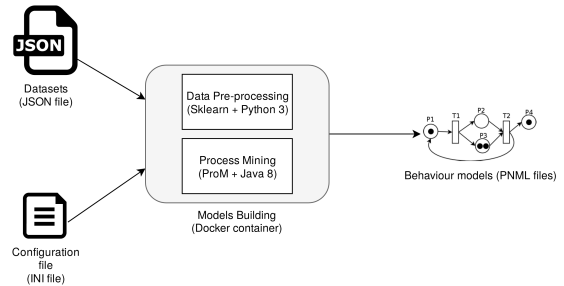 JSON
Datasets
(JSON file)
Data Pre-processing
(Sklearn + Python 3)
Process Mining
(ProM + Java 8)
Models Building
(Docker container)
P1
T1
P2
P3
T2
P4
Behaviour models (PNML files)
Configuration
file
(INI file)